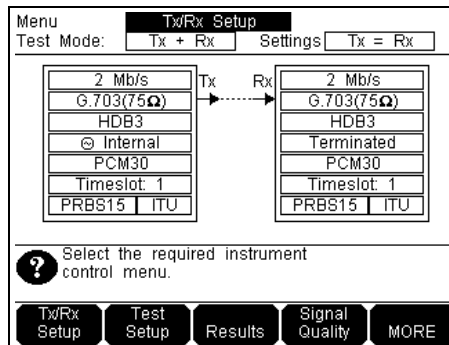 Menu Tx/Rx Setup
Test Mode: Tx + Rx Settings Tx = Rx
2 Mb/s Tx Rx 2 Mb/s
G.703(75Ω) G.703(75Ω)
HDB3 HDB3
Internal Terminated
PCM30 PCM30
Timeslot: 1 Timeslot: 1
PRBS15 ITU PRBS15 ITU
? Select the required instrument
control menu.
Tx/Rx Test Signal
Setup Setup Results Quality MORE